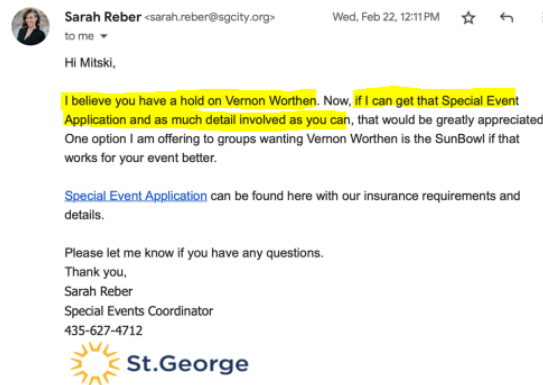 Sarah Reber <sarah.reber@sgcity.org> Wed, Feb 22, 12:11 PM
to me
Hi Mitski,
I believe you have a hold on Vernon Worthen. Now, if I can get that Special Event
Application and as much detail involved as you can, that would be greatly appreciated
One option I am offering to groups wanting Vernon Worthen is the SunBowl if that
works for your event better.
Special Event Application can be found here with our insurance requirements and
details.
Please let me know if you have any questions.
Thank you,
Sarah Reber
Special Events Coordinator
435-627-4712
St.George